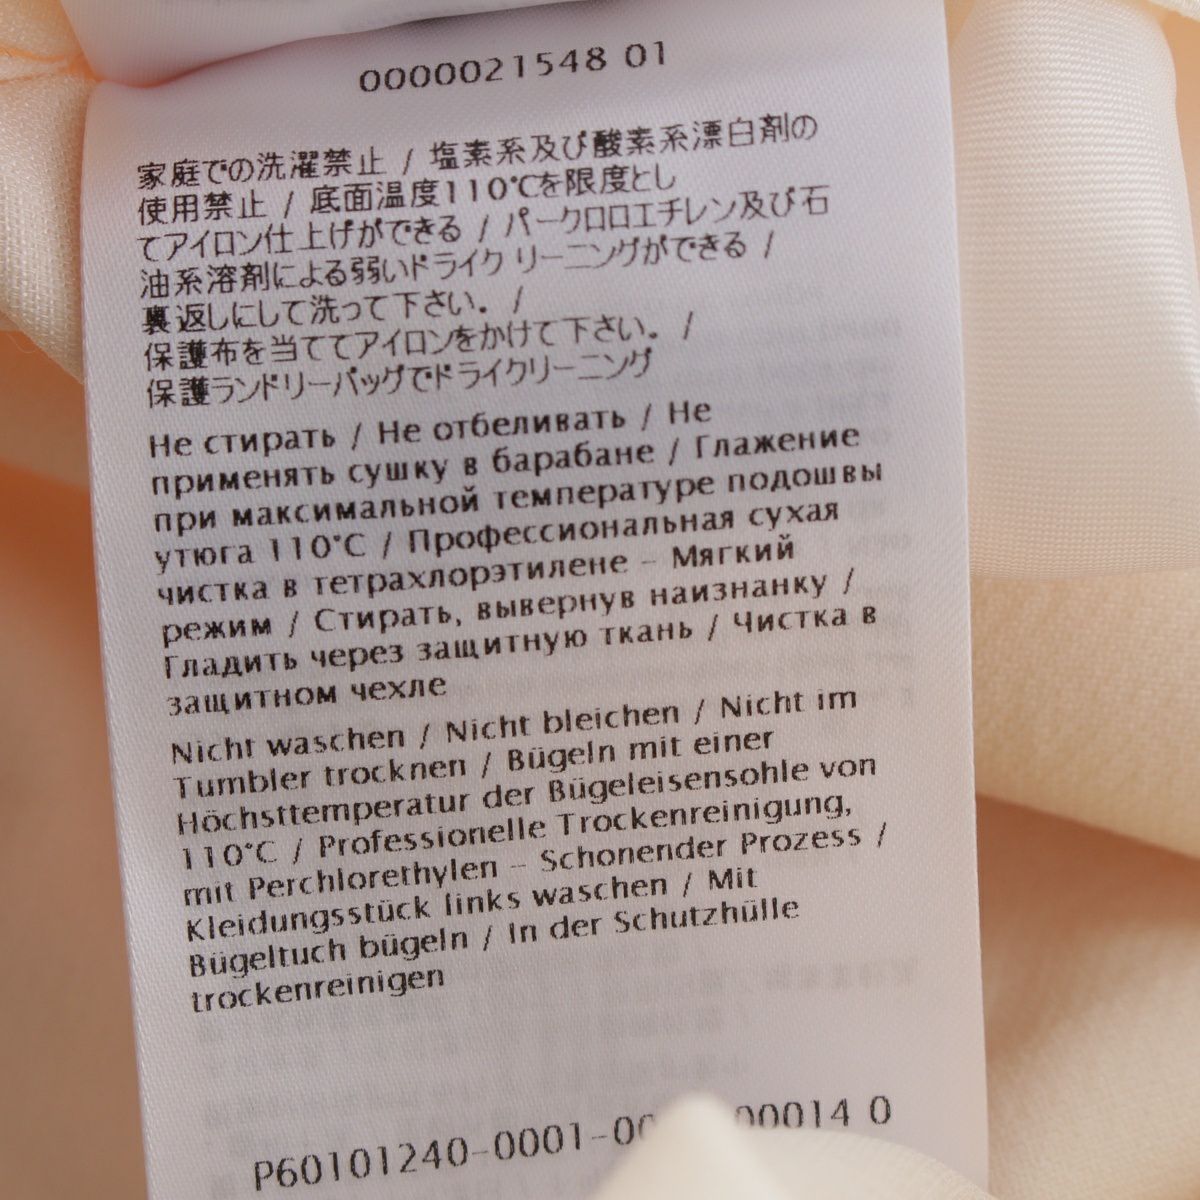 0000021548 01
家庭での洗濯禁止 / 塩素系及び酸素系漂白剤の
使用禁止 / 底面温度110℃を限度とし
てアイロン仕上げができる / パークロロエチレン及び石
油系溶剤による弱いドライクリーニングができる /
裏返しにして洗って下さい。 /
保護布を当ててアイロンをかけて下さい。 /
保護ランドリーバッグでドライクリーニング
Не стирать / Не отбеливать / Не
применять сушку в барабане / Глажение
при максимальной температуре подошвы
утюга 110°C / Профессиональная сухая
чистка в тетрахлорэтилене – Мягкий
режим / Стирать, вывернув наизнанку /
Гладить через защитную ткань / Чистка в
защитном чехле
Nicht waschen / Nicht bleichen / Nicht im
Tumbler trocknen / Bügeln mit einer
Höchsttemperatur der Bügeleisensohle von
110°C / Professionelle Trockenreinigung,
mit Perchlorethylen – Schonender Prozess /
Kleidungsstück links waschen / Mit
Bügeltuch bügeln / In der Schutzhülle
trockenreinigen
P60101240-0001-00 00014 0